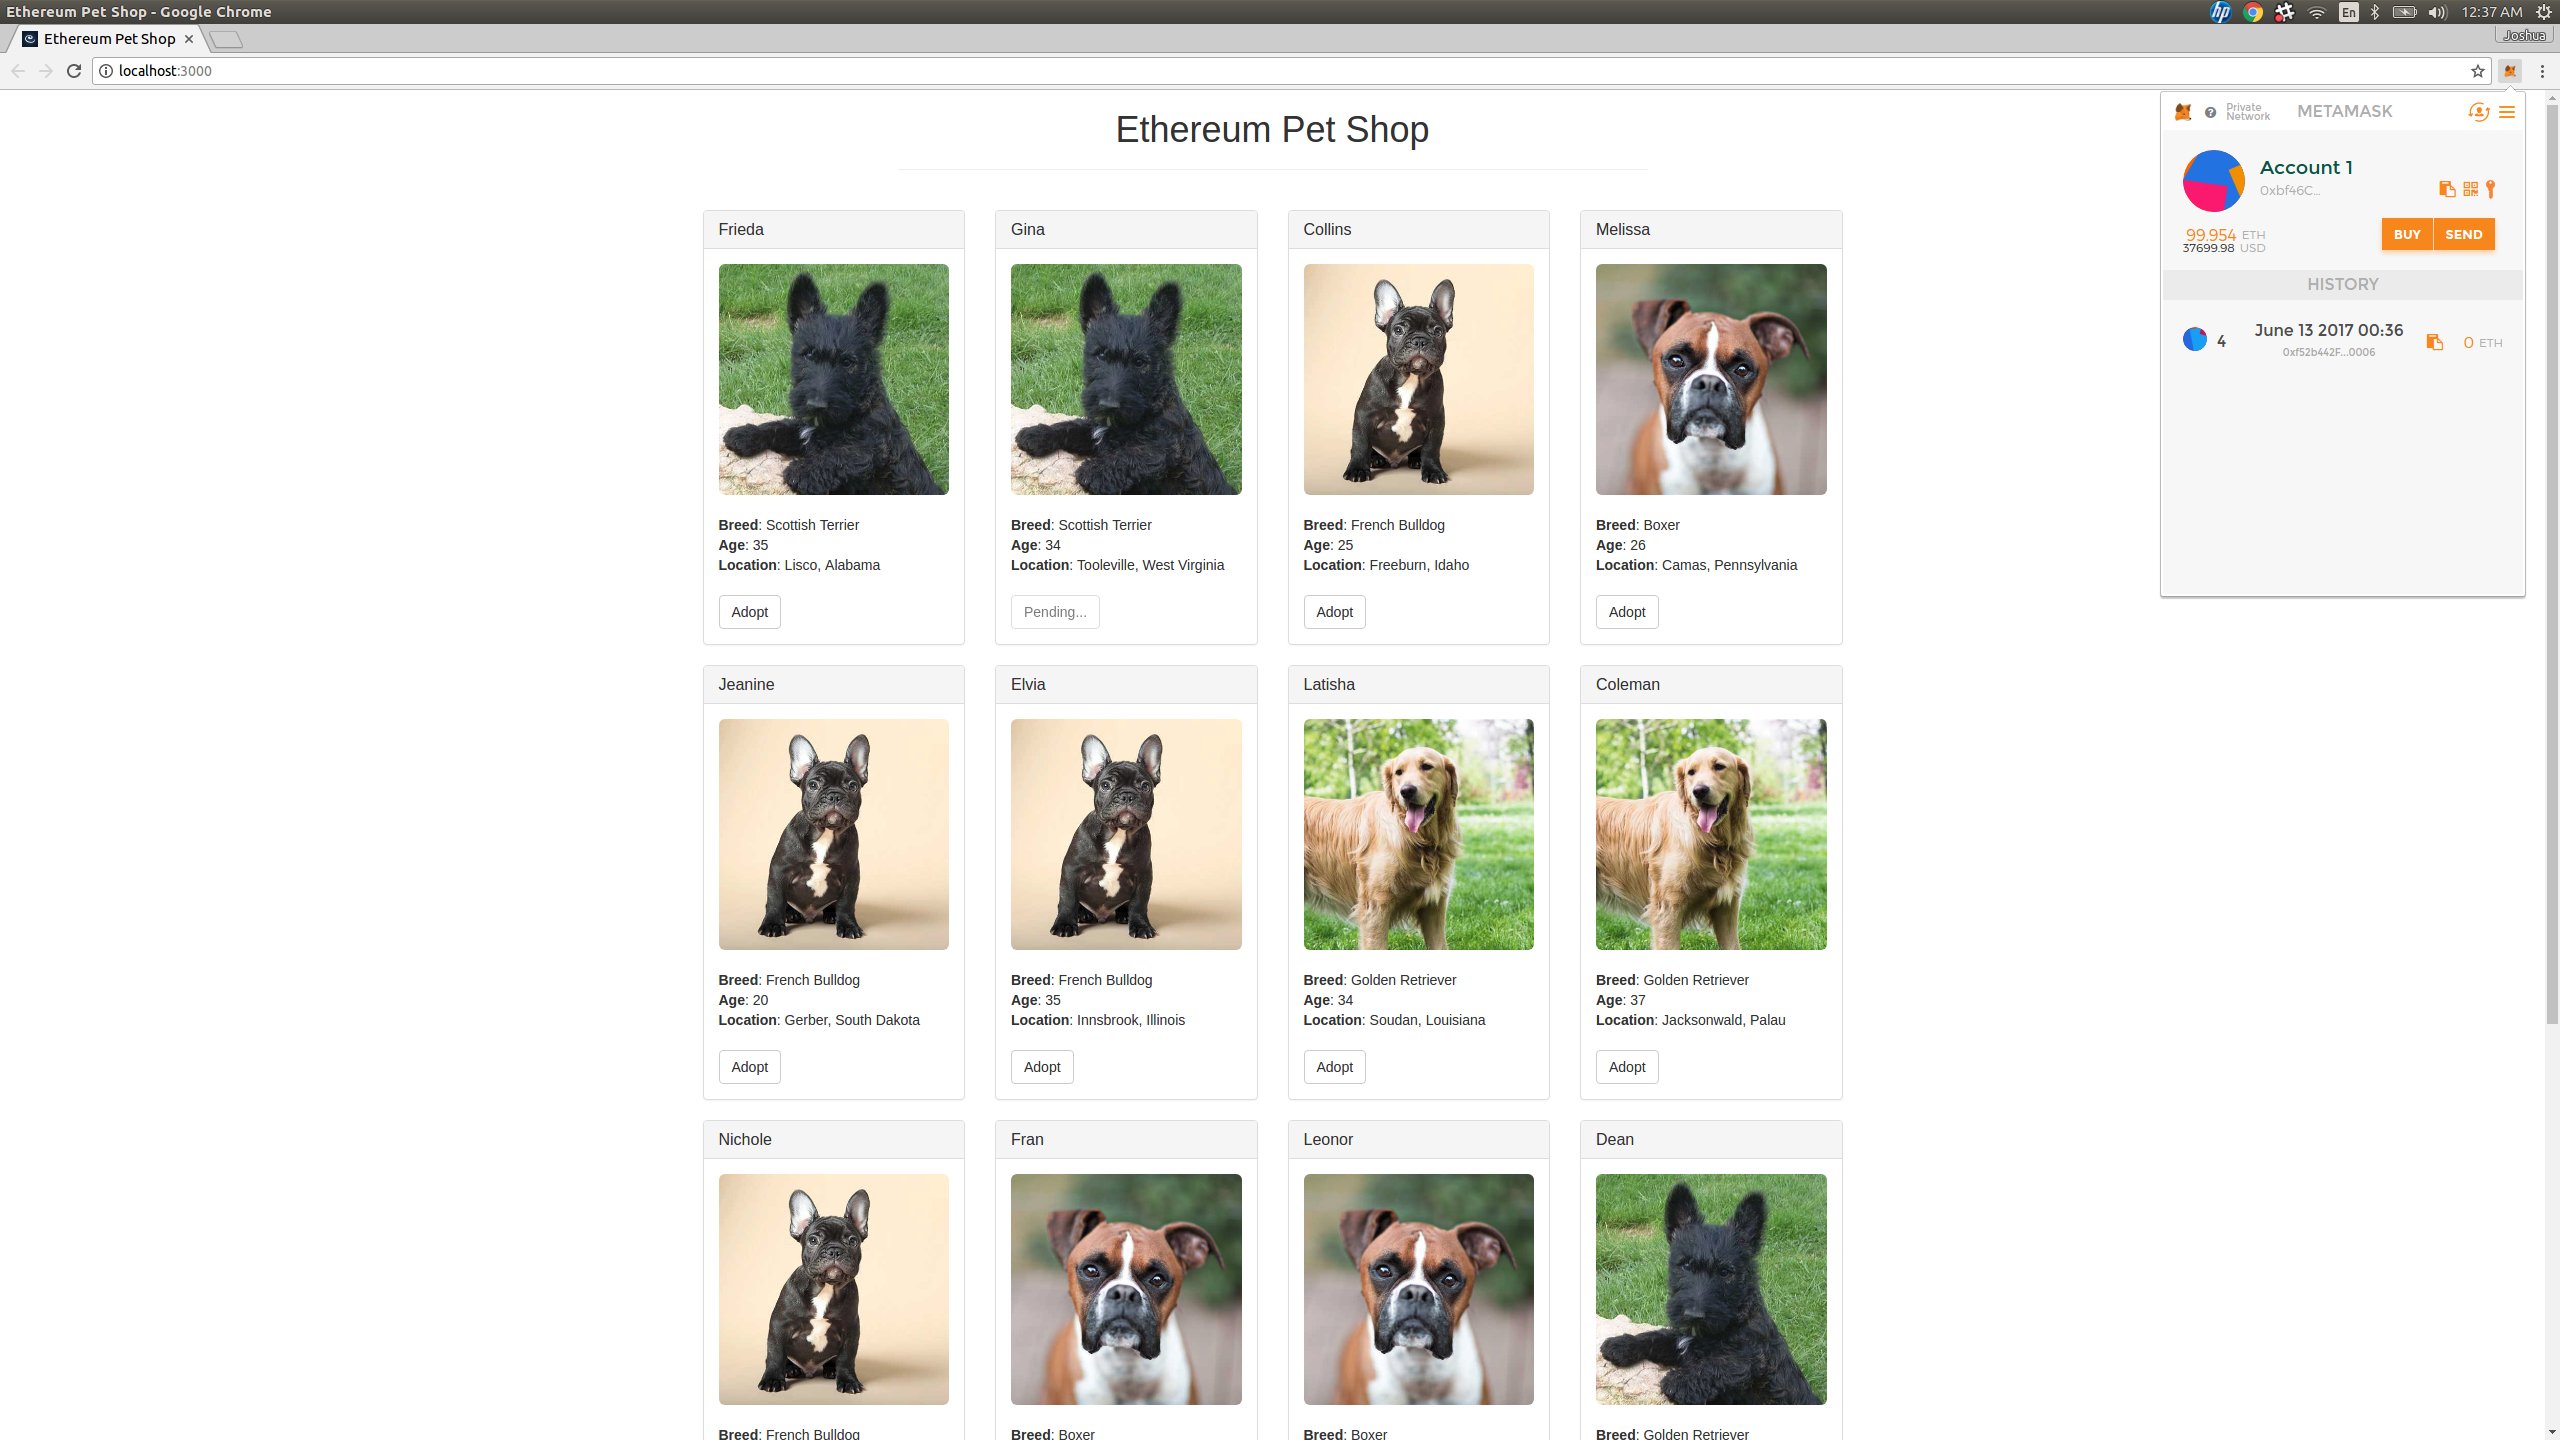 Ethereum Pet Shop - Google Chrome
En
12:37 AM
Ethereum Pet Shop
Joshua
localhost:3000
Ethereum Pet Shop
Private Network
METAMASK
Account 1
0xbf46C...
99.954 ETH
37699.98 USD
BUY
SEND
HISTORY
4
June 13 2017 00:36
0xf52b442F...0006
0 ETH
Frieda
Breed: Scottish Terrier
Age: 35
Location: Lisco, Alabama
Adopt
Gina
Breed: Scottish Terrier
Age: 34
Location: Tooleville, West Virginia
Pending...
Collins
Breed: French Bulldog
Age: 25
Location: Freeburn, Idaho
Adopt
Melissa
Breed: Boxer
Age: 26
Location: Camas, Pennsylvania
Adopt
Jeanine
Breed: French Bulldog
Age: 20
Location: Gerber, South Dakota
Adopt
Elvia
Breed: French Bulldog
Age: 35
Location: Innsbrook, Illinois
Adopt
Latisha
Breed: Golden Retriever
Age: 34
Location: Soudan, Louisiana
Adopt
Coleman
Breed: Golden Retriever
Age: 37
Location: Jacksonwald, Palau
Adopt
Nichole
Breed: French Bulldog
Fran
Breed: Boxer
Leonor
Breed: Boxer
Dean
Breed: Golden Retriever